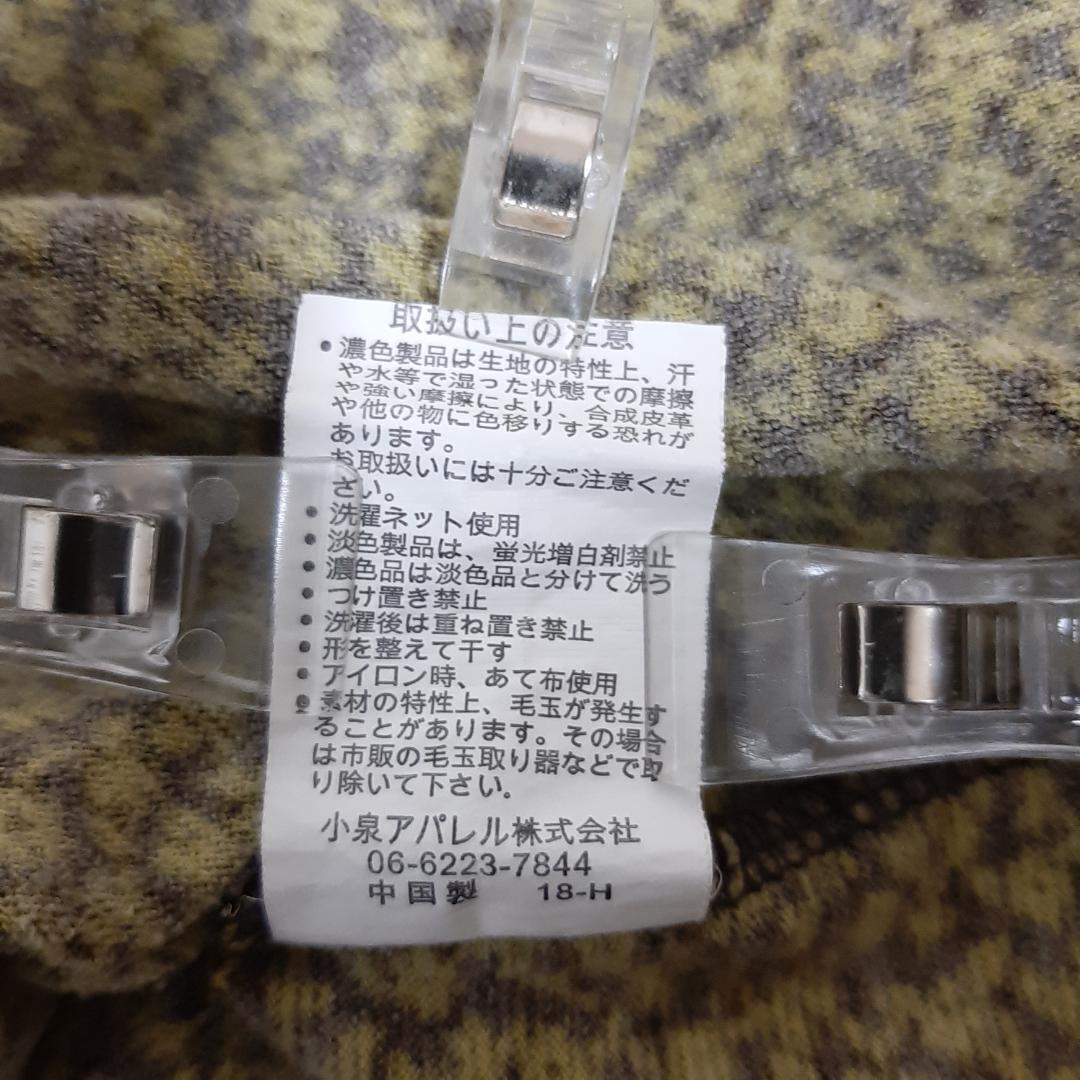 取扱い上の注意
•濃色製品は生地の特性上、汗
や水等で湿った状態での摩擦
や強い摩擦により、合成皮革
や他の物に色移りする恐れが
あります。
お取扱いには十分ご注意くだ
さい。
•洗濯ネット使用
•淡色製品は、蛍光増白剤禁止
•濃色品は淡色品と分けて洗う
•つけ置き禁止
•洗濯後は重ね置き禁止
•形を整えて干す
•アイロン時、あて布使用
•素材の特性上、毛玉が発生す
ることがあります。その場合
は市販の毛玉取り器などで取
り除いて下さい。
小泉アパレル株式会社
06-6223-7844
中国製 18-H